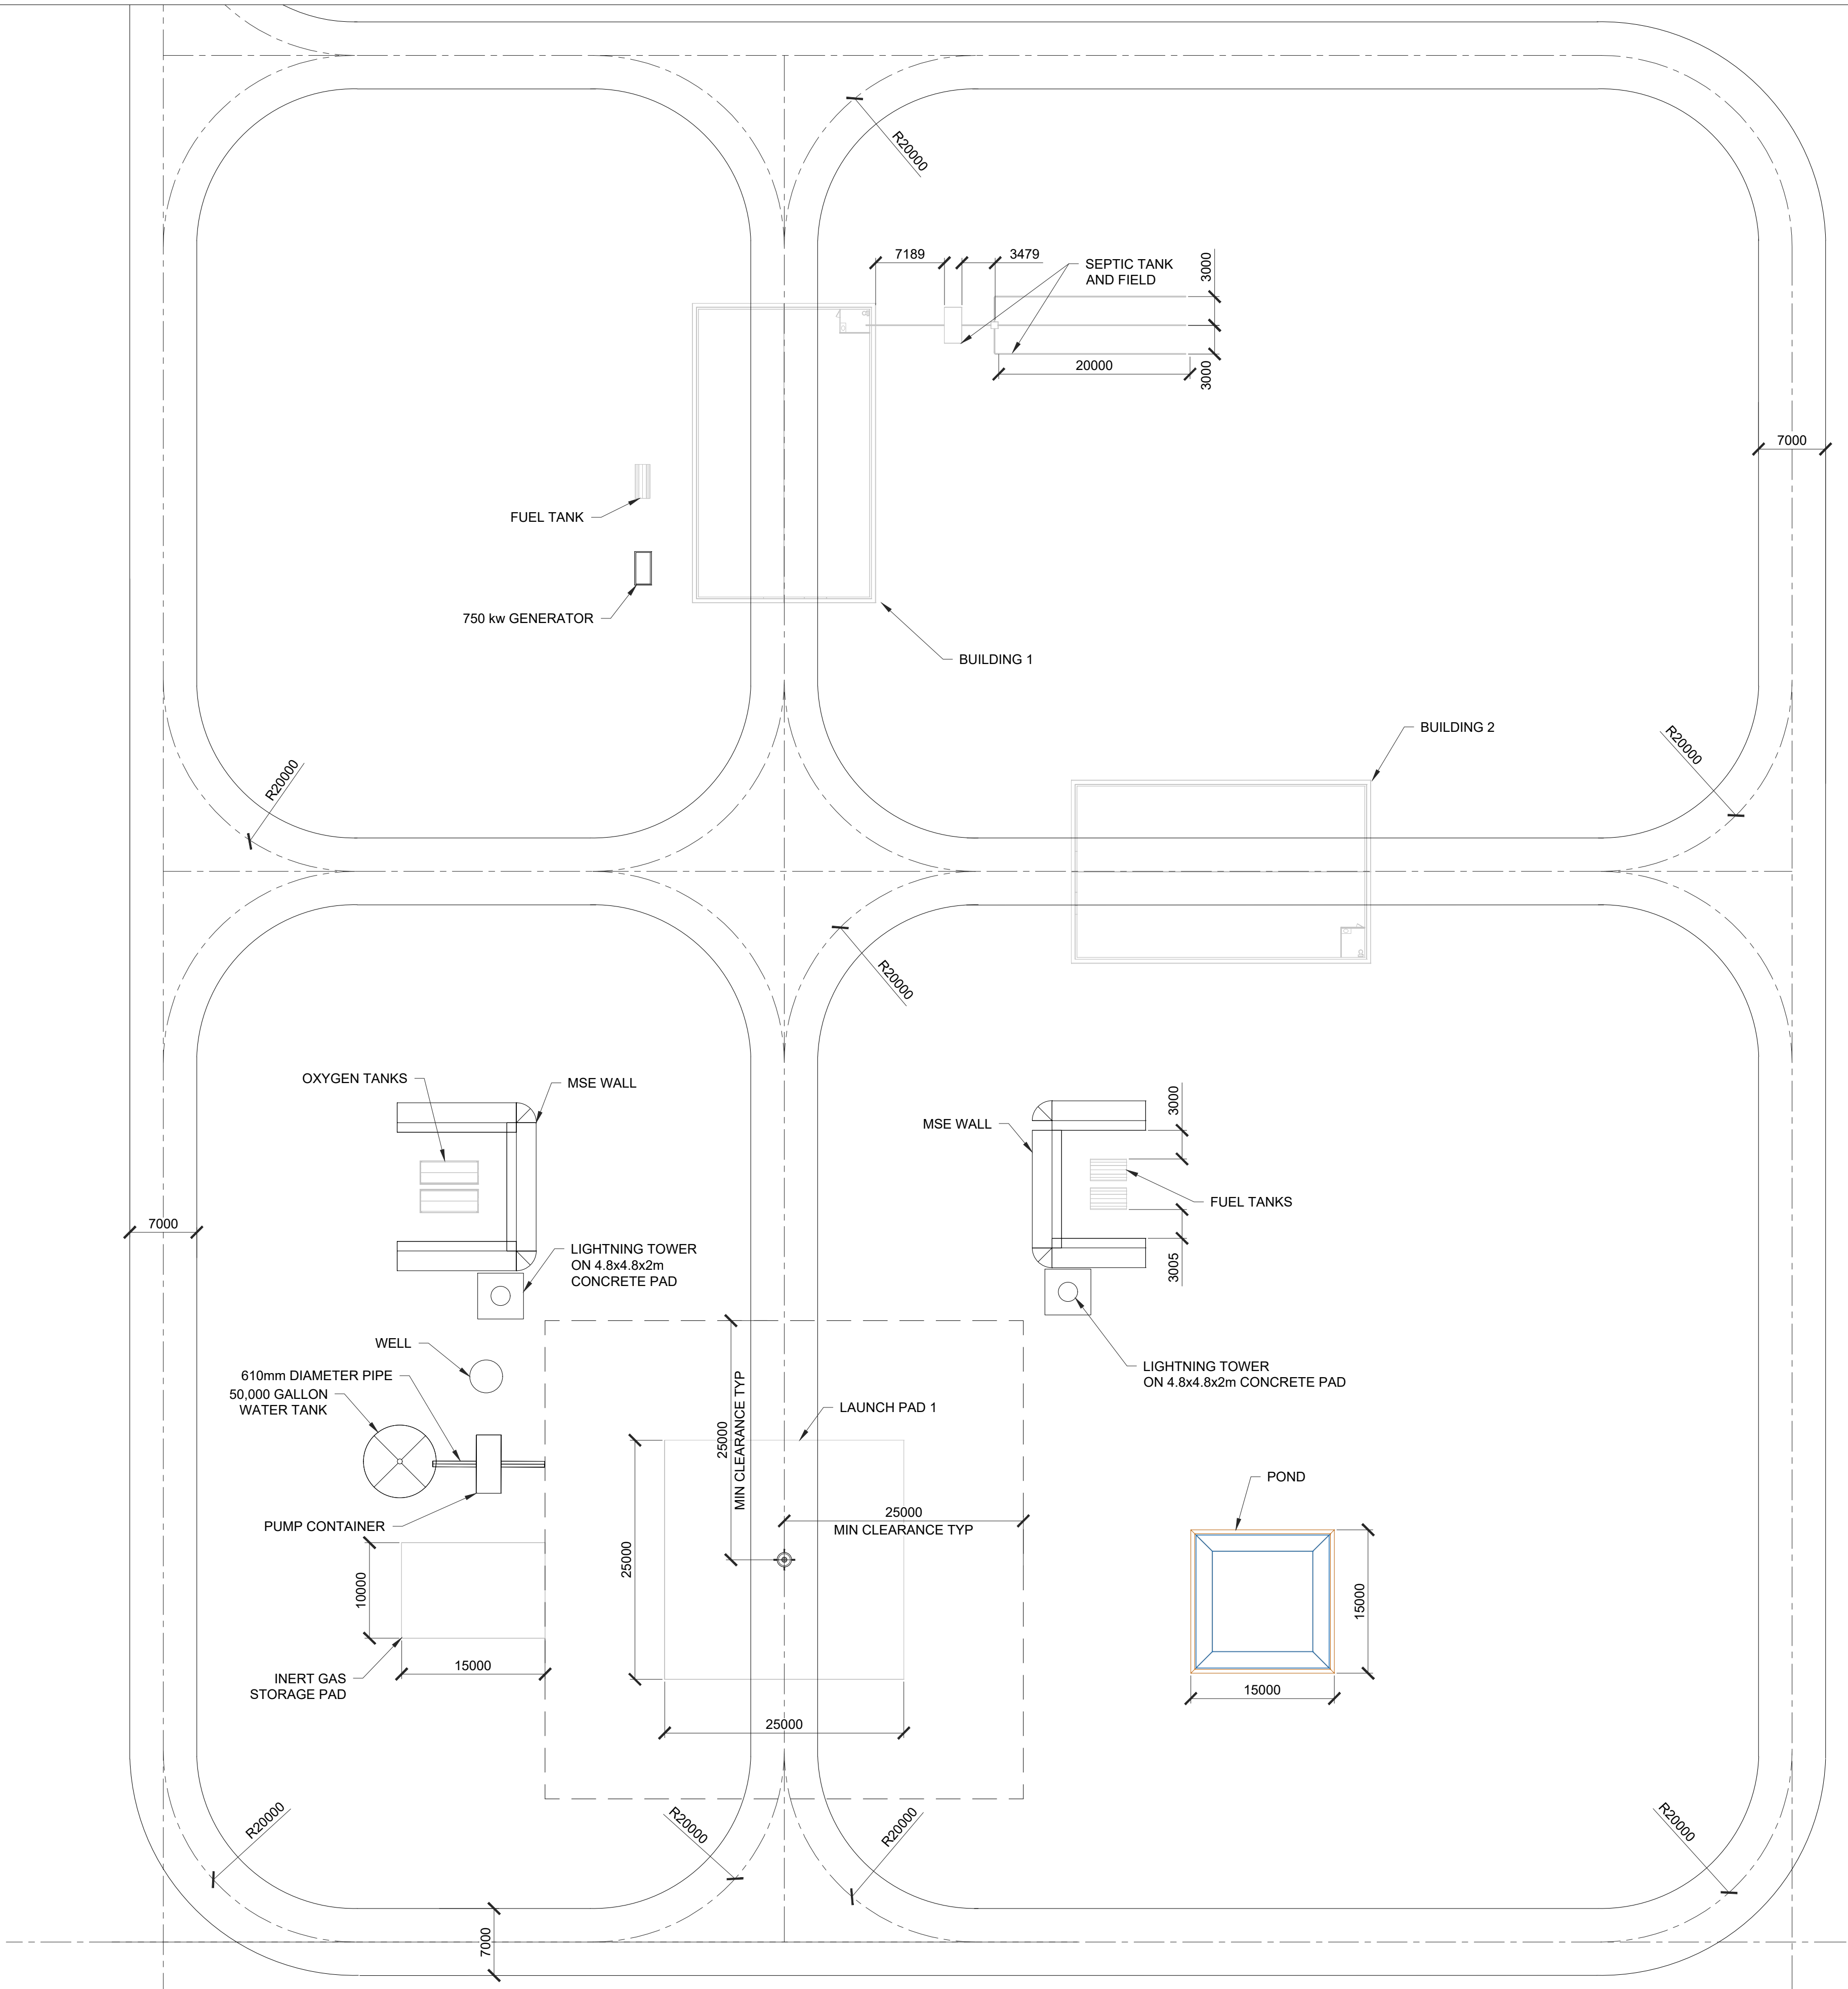 R20000
7189
3479
SEPTIC TANK
AND FIELD
3000
20000
3000
7000
FUEL TANK
750 kw GENERATOR
BUILDING 1
BUILDING 2
R20000
R20000
R20000
OXYGEN TANKS
MSE WALL
MSE WALL
3000
FUEL TANKS
7000
3005
LIGHTNING TOWER
ON 4.8x4.8x2m
CONCRETE PAD
WELL
610mm DIAMETER PIPE
50,000 GALLON
WATER TANK
LIGHTNING TOWER
ON 4.8x4.8x2m CONCRETE PAD
25000
MIN CLEARANCE TYP
LAUNCH PAD 1
POND
25000
MIN CLEARANCE TYP
PUMP CONTAINER
25000
10000
15000
15000
INERT GAS
STORAGE PAD
15000
25000
R20000
R20000
R20000
R20000
7000